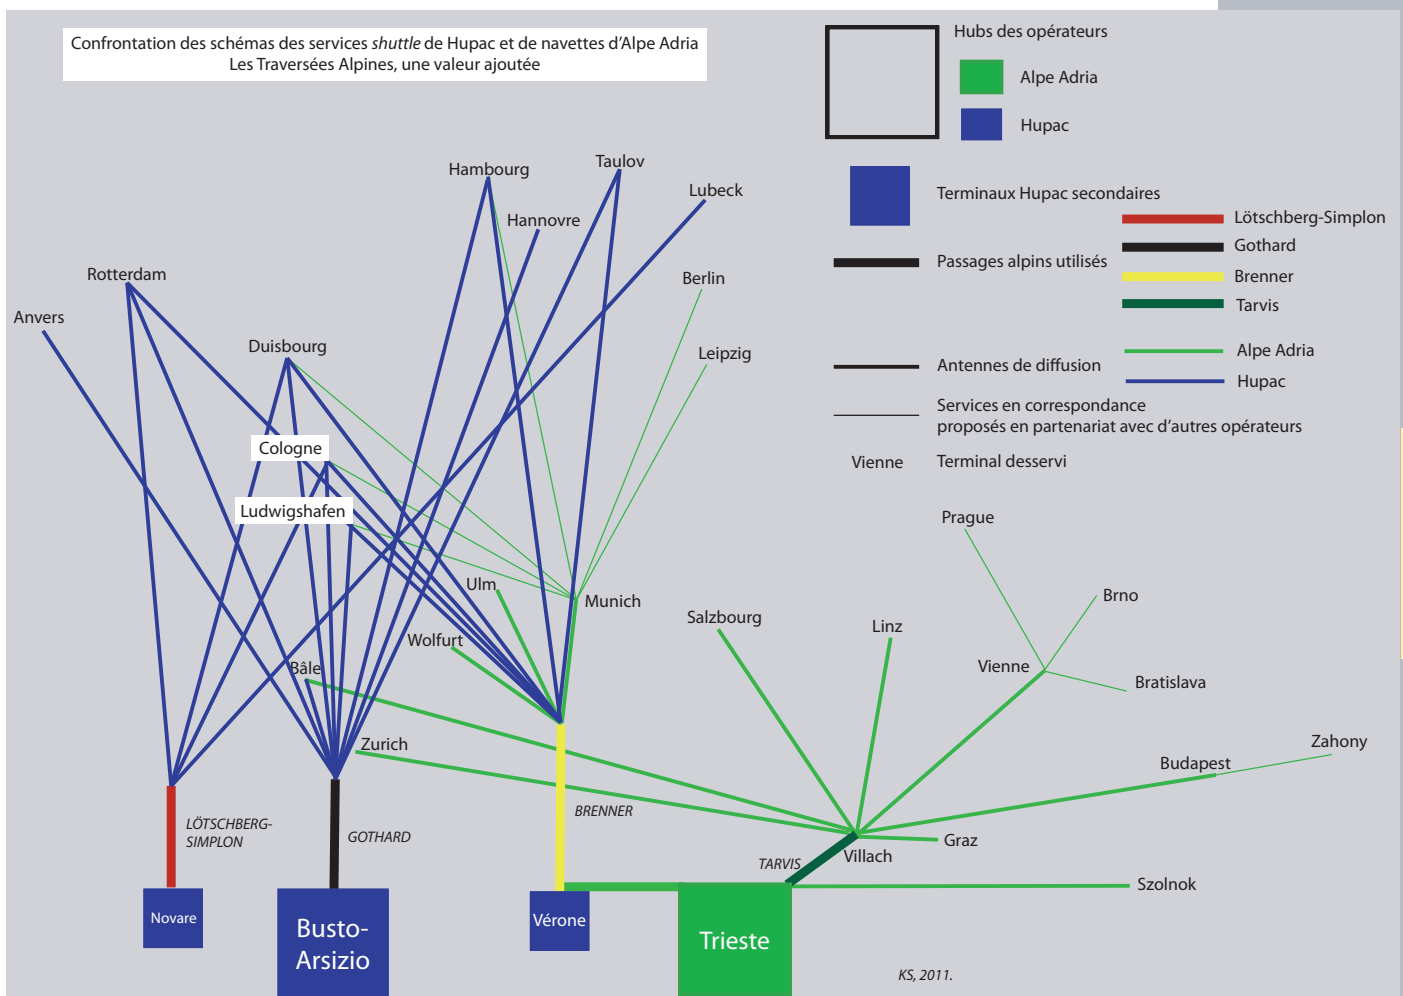 Confrontation des schémas des services shuttle de Hupac et de navettes d'Alpe Adria
Les Traversées Alpines, une valeur ajoutée
Hubs des opérateurs
Alpe Adria
Hupac
Terminaux Hupac secondaires
Passages alpins utilisés
Lötschberg-Simplon
Gothard
Brenner
Tarvis
Antennes de diffusion
Alpe Adria
Hupac
Services en correspondance
proposés en partenariat avec d'autres opérateurs
Vienne
Terminal desservi
Hambourg
Taulov
Lubeck
Hannovre
Rotterdam
Berlin
Anvers
Duisbourg
Leipzig
Cologne
Ludwigshafen
Prague
Ulm
Munich
Brno
Salzbourg
Linz
Wolfurt
Bâle
Vienne
Bratislava
Zurich
Zahony
Budapest
LÖTSCHBERG-
SIMPLON
GOTHARD
BRENNER
TARVIS
Villach
Graz
Szolnok
Novare
Busto-
Arsizio
Vérone
Trieste
KS, 2011.